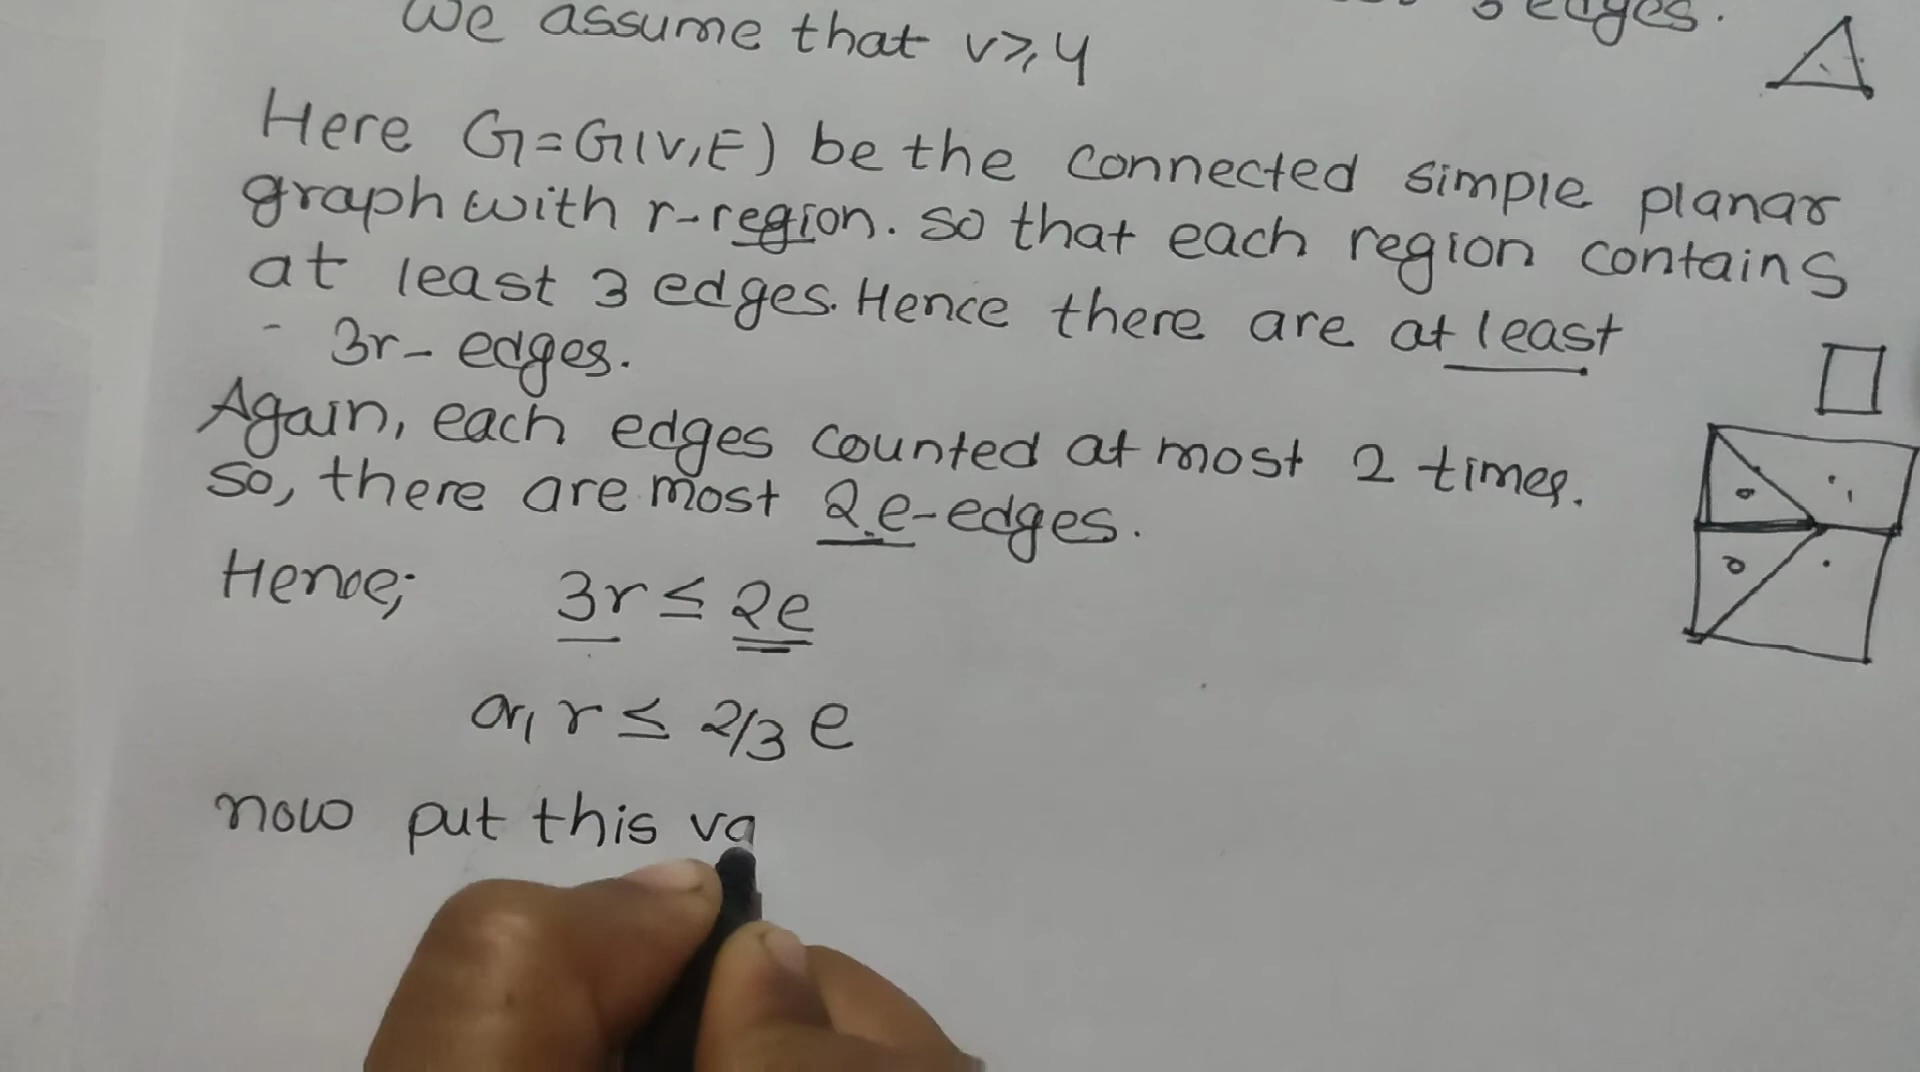 3 edges.
We assume that v≥4
Here G=G(V,E) be the connected simple planar
graph with r-region. so that each region contains
at least 3 edges. Hence there are at least
- 3r- edges.
Again, each edges counted at most 2 times.
so, there are most 2e-edges.
Hence; 3r ≤ 2e
or, r ≤ 2/3 e
now put this va